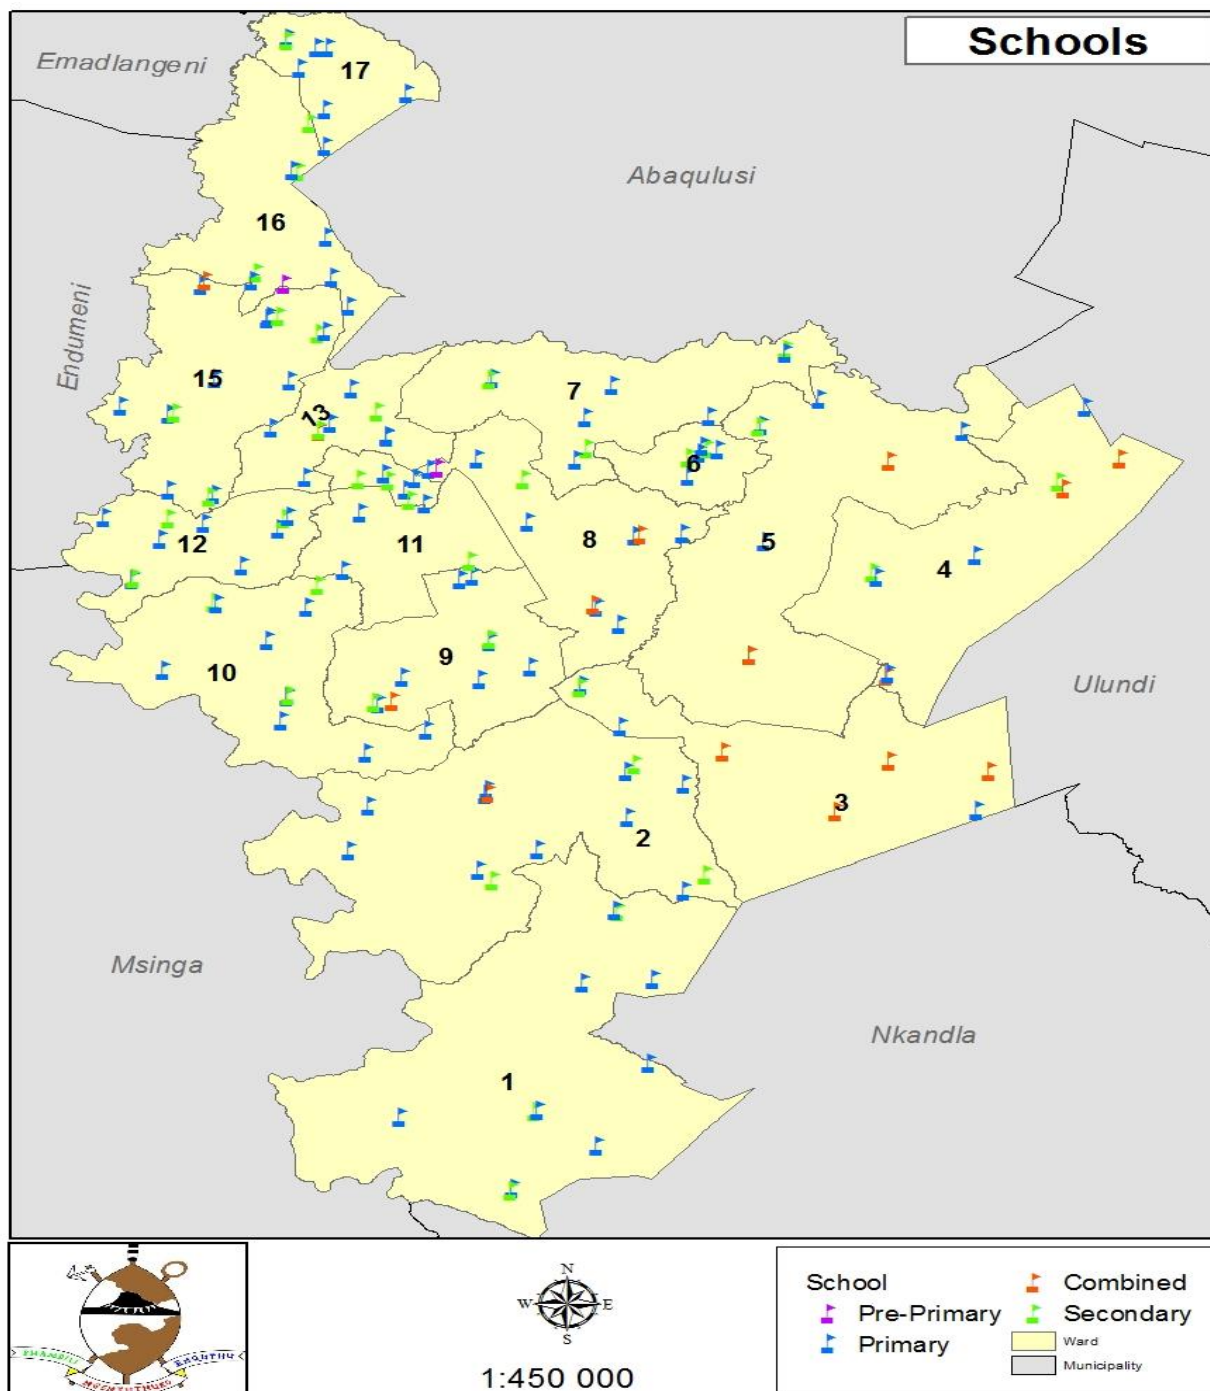 Schools
Emadlangeni
17
Abaqulusi
16
Endumeni
15
7
13
6
12
11
8
5
4
9
10
Ulundi
3
2
Msinga
Nkandla
1
N
W E
S
1:450 000
School
Pre-Primary
Primary
Combined
Secondary
Ward
Municipality